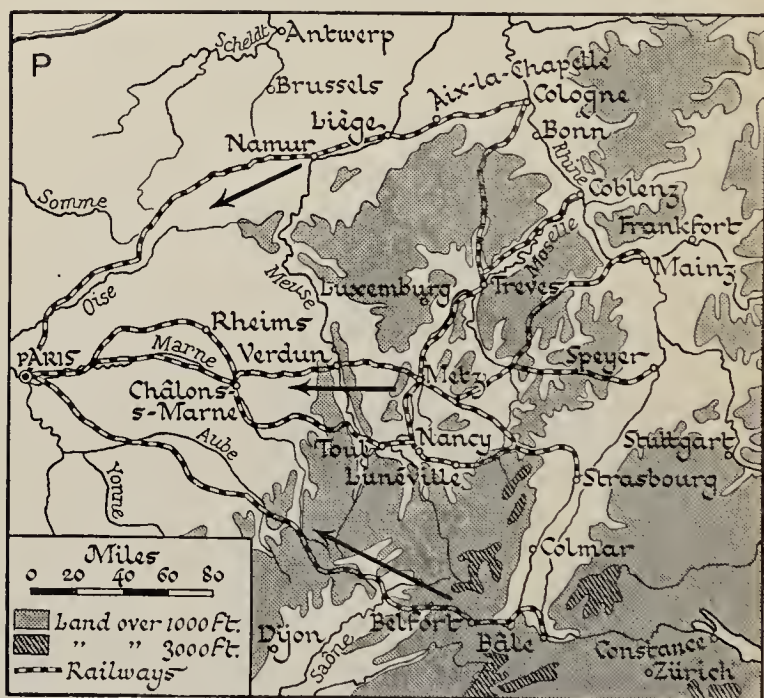 P
Scheldt
Antwerp
Brussels
Aix-la-Chapelle
Cologne
Liège
Bonn
Namur
Rhine
Somme
Coblenz
Moselle
Frankfort
Meuse
Oise
Luxemburg
Treves
Mainz
Rheims
PARIS
Marne
Verdun
Speyer
Metz
Châlons-
s-Marne
Aube
Toul
Nancy
Stuttgart
Yonne
Lunéville
Strasbourg
Miles
0 20 40 60 80
Colmar
Land over 1000 Ft.
" " 3000 Ft.
Railways
Dijon
Saône
Belfort
Bâle
Constance
Zürich